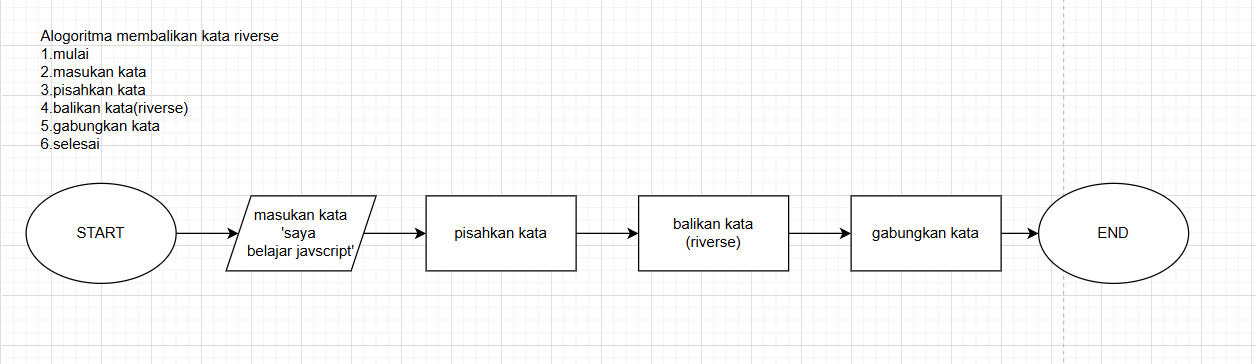 Alogoritma membalikan kata riverse
1.mulai
2.masukan kata
3.pisahkan kata
4.balikan kata(riverse)
5.gabungkan kata
6.selesai
START
masukan kata
'saya
belajar javscript'
pisahkan kata
balikan kata
(riverse)
gabungkan kata
END